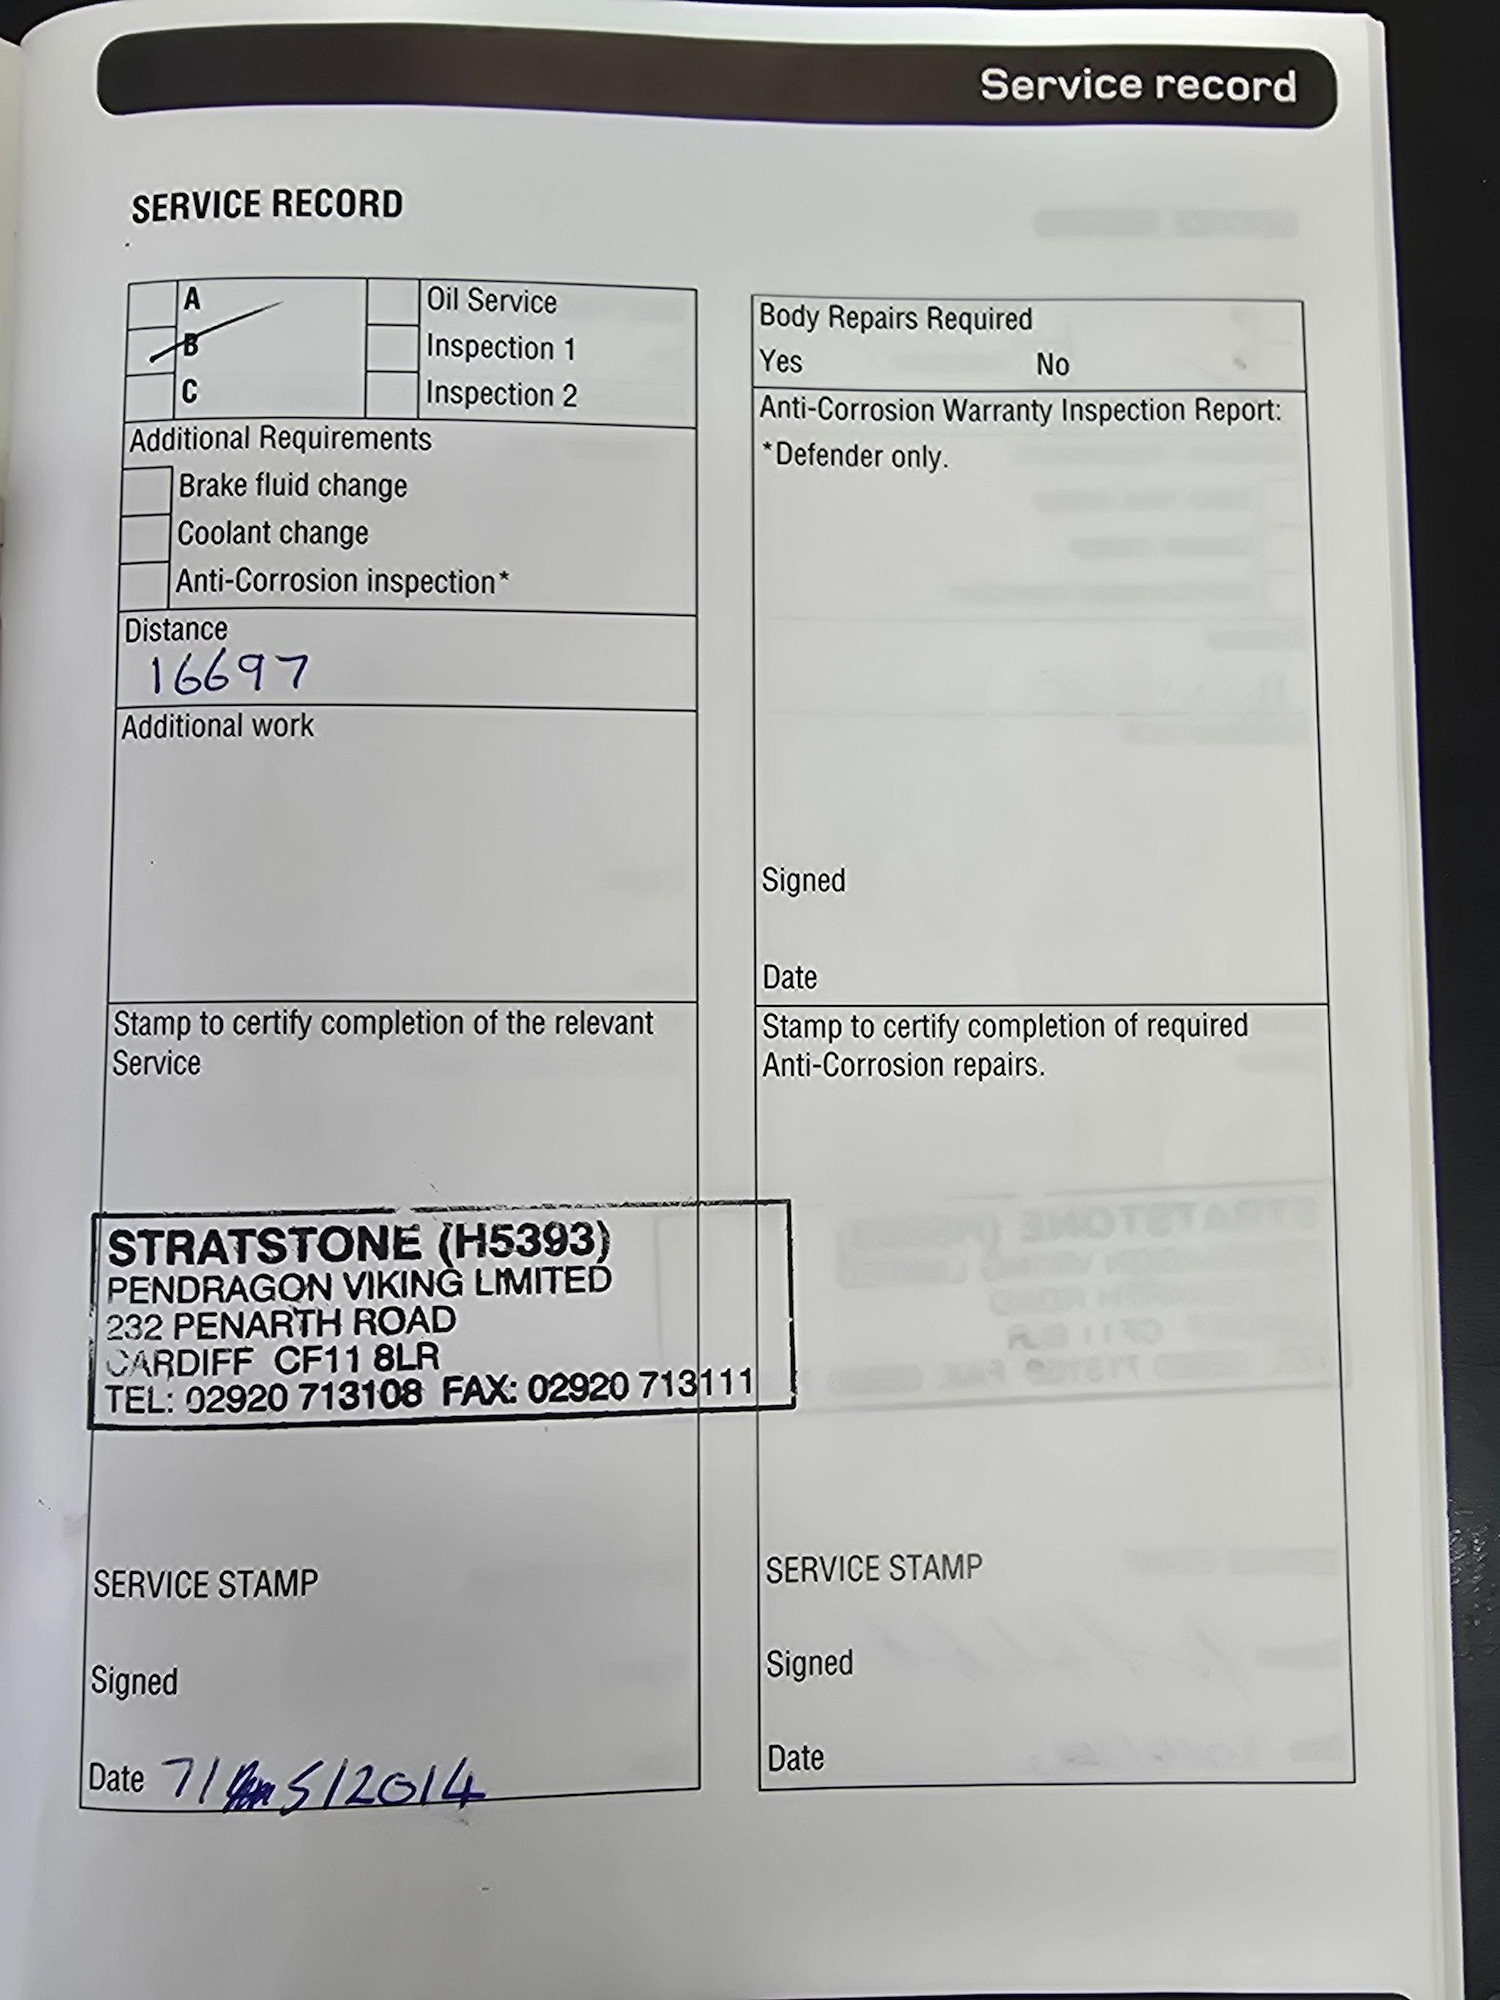 Service record
SERVICE RECORD
A
B
C
Oil Service
Inspection 1
Inspection 2
Additional Requirements
Brake fluid change
Coolant change
Anti-Corrosion inspection*
Distance
16697
Additional work
Stamp to certify completion of the relevant
Service
STRATSTONE (H5393)
PENDRAGON VIKING LIMITED
232 PENARTH ROAD
CARDIFF CF11 8LR
TEL: 02920 713108 FAX: 02920 713111
SERVICE STAMP
Signed
Date 7/5/2014
Body Repairs Required
Yes No
Anti-Corrosion Warranty Inspection Report:
*Defender only.
Signed
Date
Stamp to certify completion of required
Anti-Corrosion repairs.
SERVICE STAMP
Signed
Date